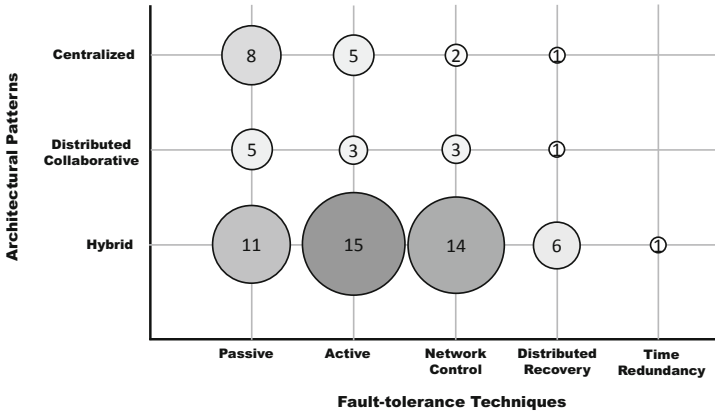 Architectural Patterns
Centralized
8
5
2
1
Distributed
Collaborative
5
3
3
1
Hybrid
11
15
14
6
1
Passive
Active
Network
Control
Distributed
Recovery
Time
Redundancy
Fault-tolerance Techniques